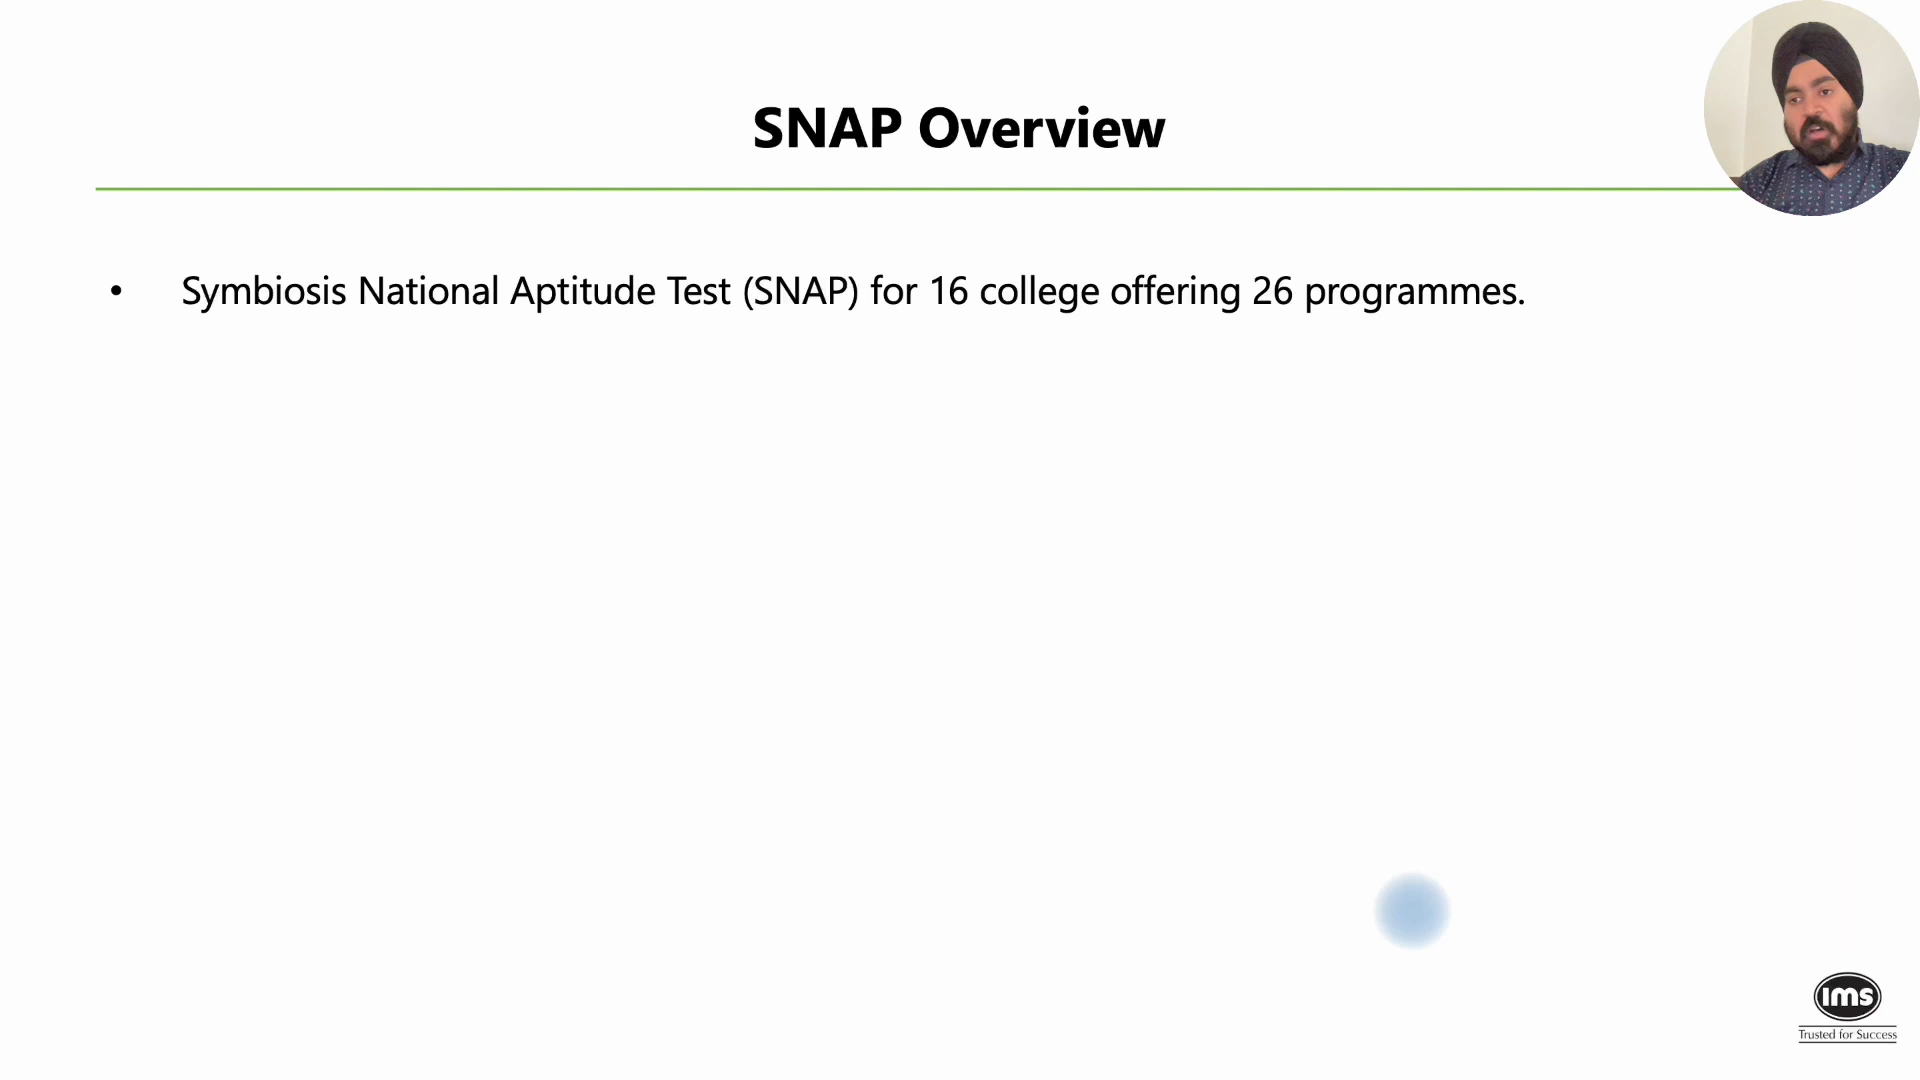 SNAP Overview
• Symbiosis National Aptitude Test (SNAP) for 16 college offering 26 programmes.
ims
Trusted for Success